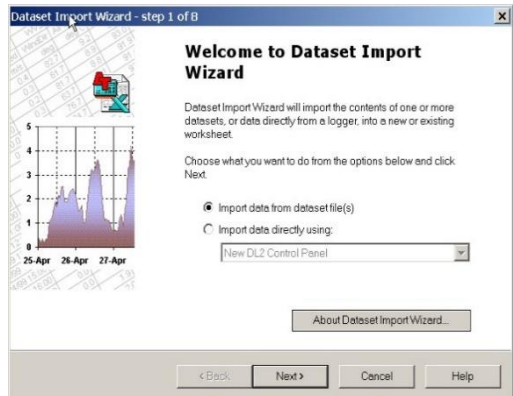 Dataset Import Wizard - step 1 of 8
Welcome to Dataset Import
Wizard
Dataset Import Wizard will import the contents of one or more
datasets, or data directly from a logger, into a new or existing
worksheet.
Choose what you want to do from the options below and click
Next.
Import data from dataset file(s)
Import data directly using:
New DL2 Control Panel
5
4
3
2
1
0
25-Apr 26-Apr 27-Apr
About Dataset Import Wizard...
< Back Next > Cancel Help